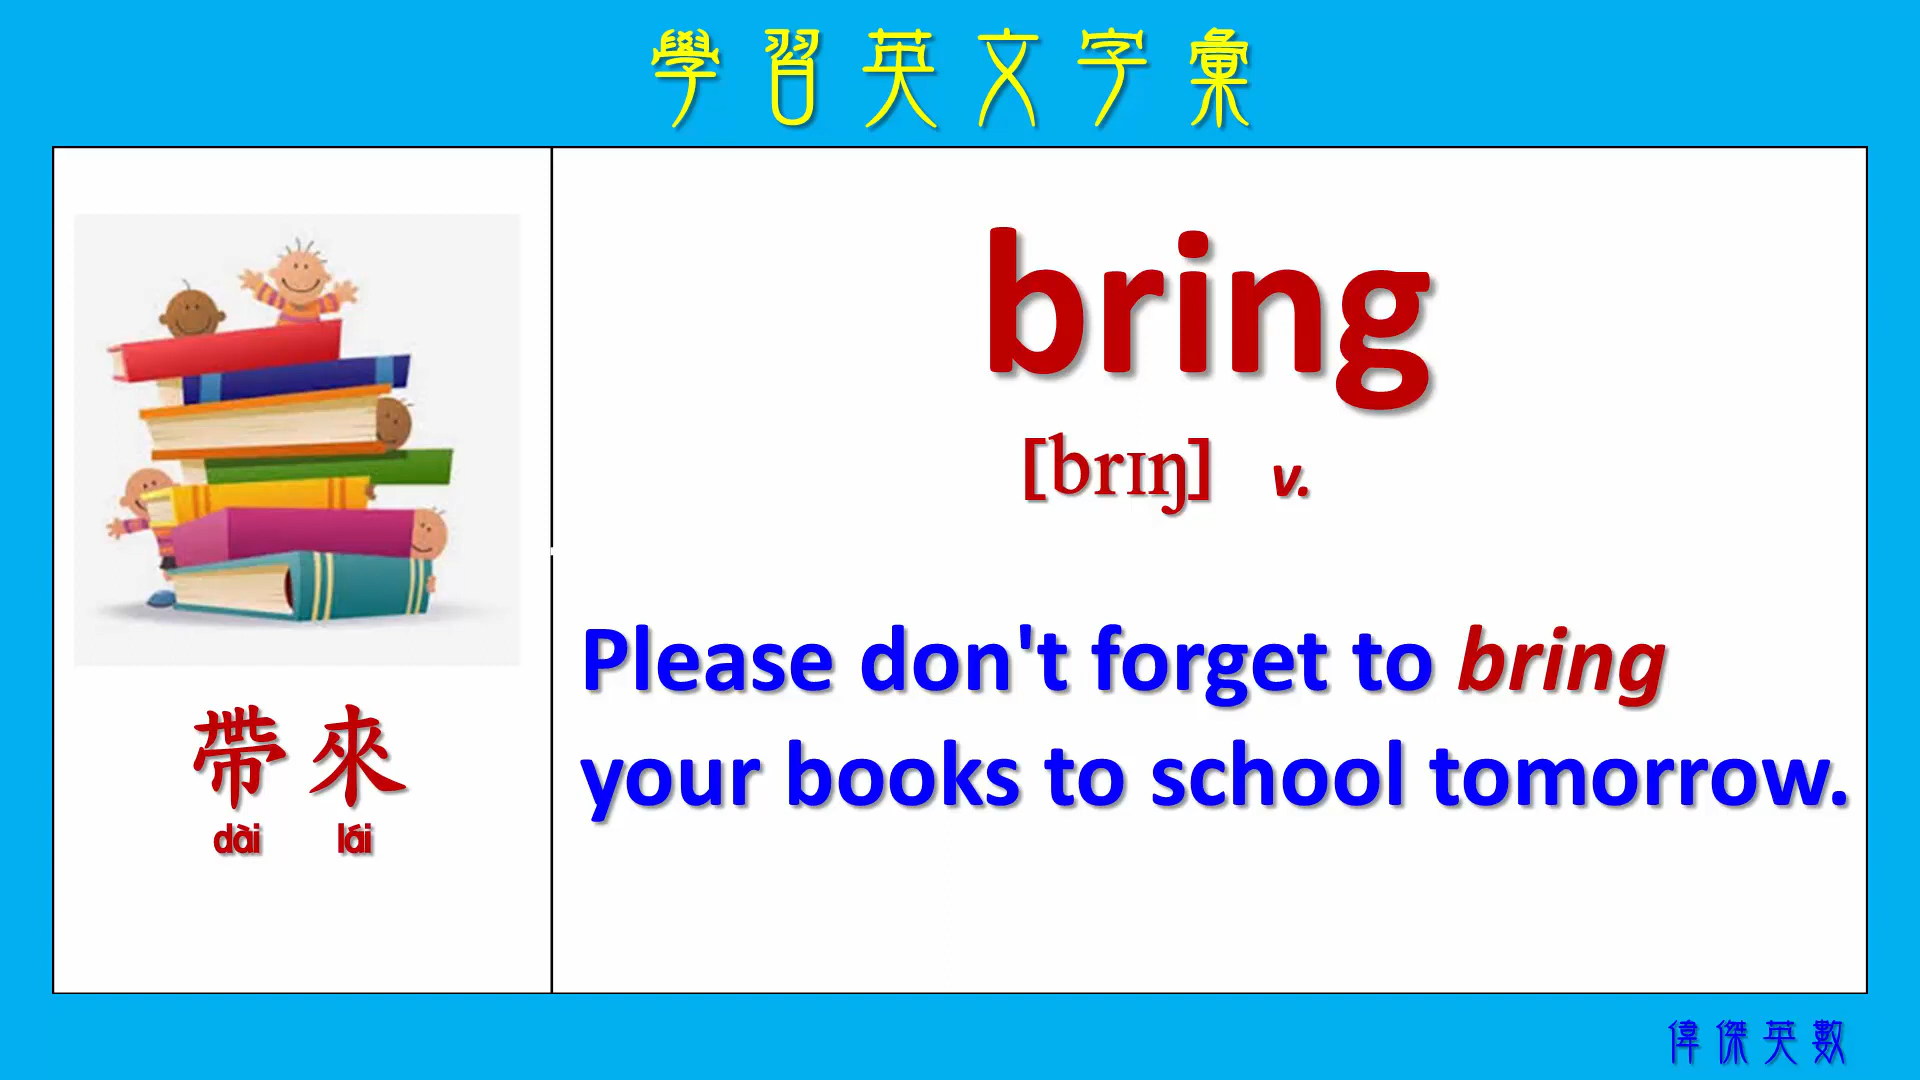 學習英文字彙
帶來
dài lái
bring
[brɪŋ] v.
Please don't forget to bring
your books to school tomorrow.
偉傑英數